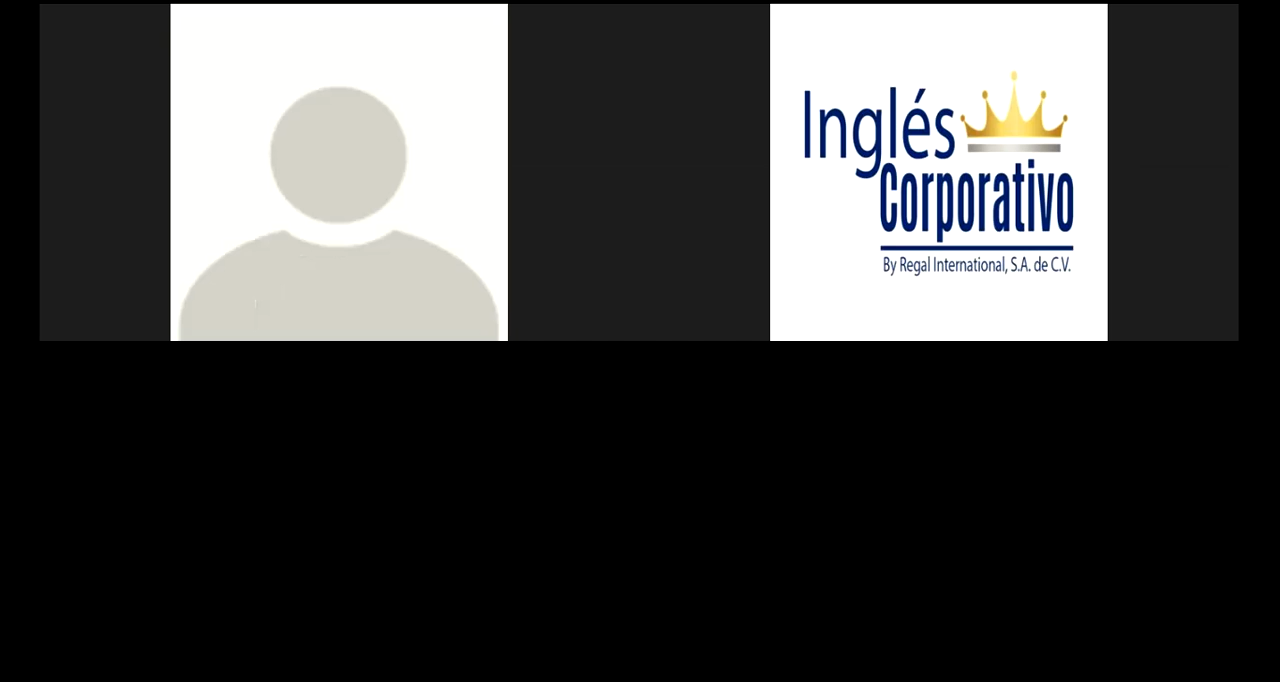 Inglés
Corporativo
By Regal International, S.A. de C.V.